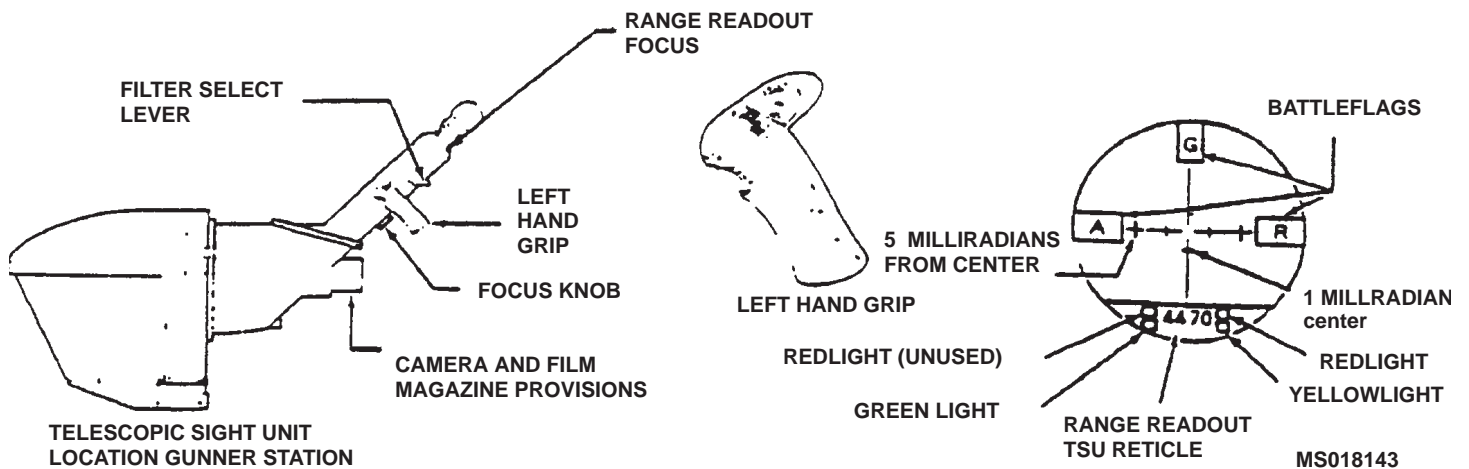 RANGE READOUT
FOCUS
FILTER SELECT
LEVER
LEFT
HAND
GRIP
FOCUS KNOB
CAMERA AND FILM
MAGAZINE PROVISIONS
TELESCOPIC SIGHT UNIT
LOCATION GUNNER STATION
LEFT HAND GRIP
BATTLEFLAGS
G
A
R
5 MILLIRADIANS
FROM CENTER
1 MILLRADIAN
center
44 70
REDLIGHT (UNUSED)
REDLIGHT
GREEN LIGHT
YELLOWLIGHT
RANGE READOUT
TSU RETICLE
MS018143